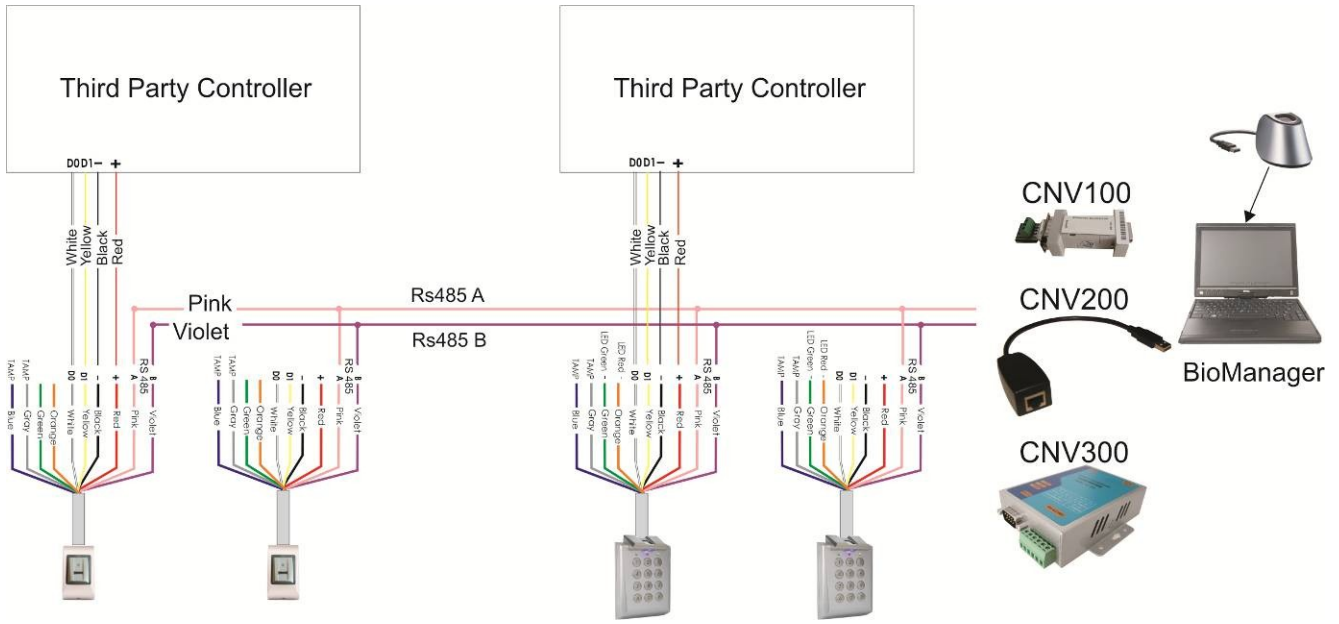 Third Party Controller
Third Party Controller
D0 D1 − +
D0 D1 − +
White
Yellow
Black
Red
White
Yellow
Black
Red
CNV100
CNV200
BioManager
CNV300
Pink
Rs485 A
Violet
Rs485 B
TAMP
TAMP
D0
D1
-
+
RS 485
A
B
Blue
Gray
Green
Orange
White
Yellow
Black
Red
Pink
Violet
TAMP
TAMP
D0
D1
-
+
RS 485
A
B
Blue
Gray
Green
Orange
White
Yellow
Black
Red
Pink
Violet
TAMP
TAMP
LED Green -
LED Red -
D0
D1
-
+
RS 485
A
B
Blue
Gray
Green
Orange
White
Yellow
Black
Red
Pink
Violet
TAMP
TAMP
LED Green -
LED Red -
D0
D1
-
+
RS 485
A
B
Blue
Gray
Green
Orange
White
Yellow
Black
Red
Pink
Violet